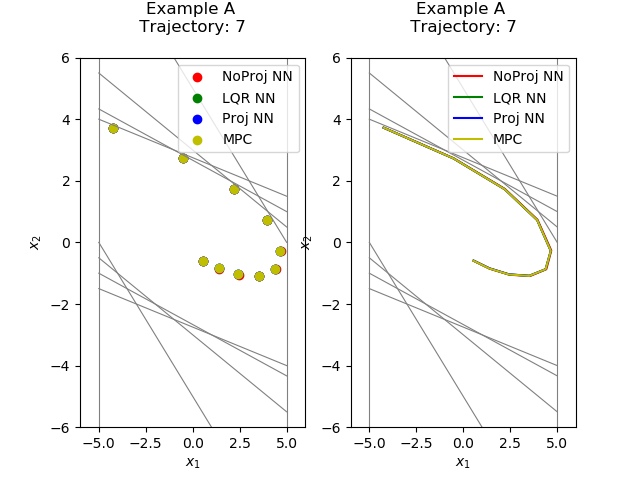 Example A
Trajectory: 7
6
4
2
0
−2
−4
−6
x₂
−5.0
−2.5
0.0
2.5
5.0
x₁
NoProj NN
LQR NN
Proj NN
MPC
Example A
Trajectory: 7
6
4
2
0
−2
−4
−6
x₂
−5.0
−2.5
0.0
2.5
5.0
x₁
NoProj NN
LQR NN
Proj NN
MPC